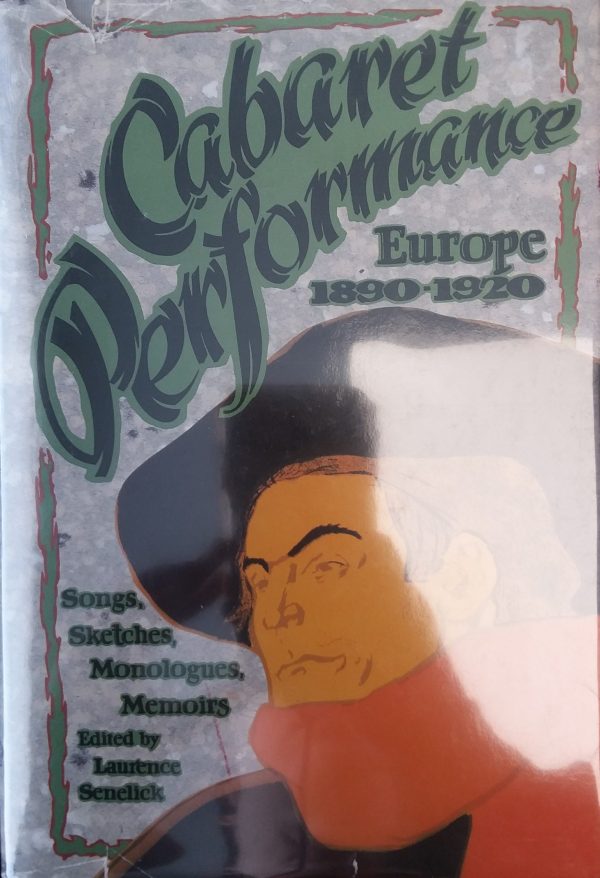 Cabaret
Performance
Europe
1890-1920
Songs,
Sketches,
Monologues,
Memoirs
Edited by
Laurence
Senelick